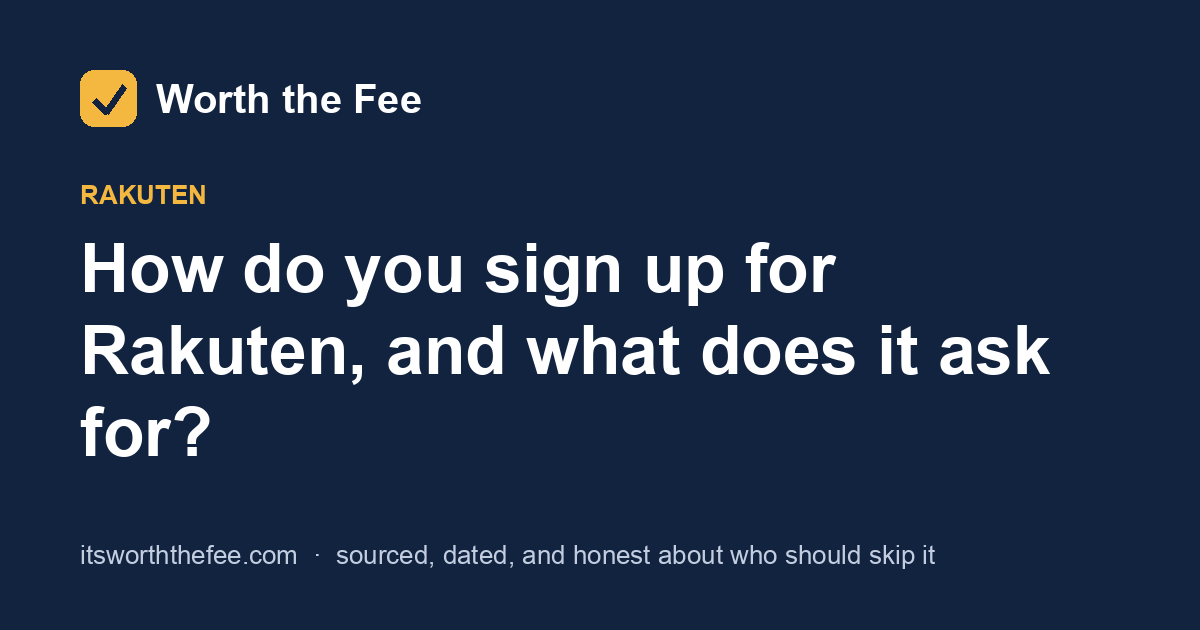 Worth the Fee
RAKUTEN
How do you sign up for
Rakuten, and what does it ask
for?
itsworththefee.com · sourced, dated, and honest about who should skip it